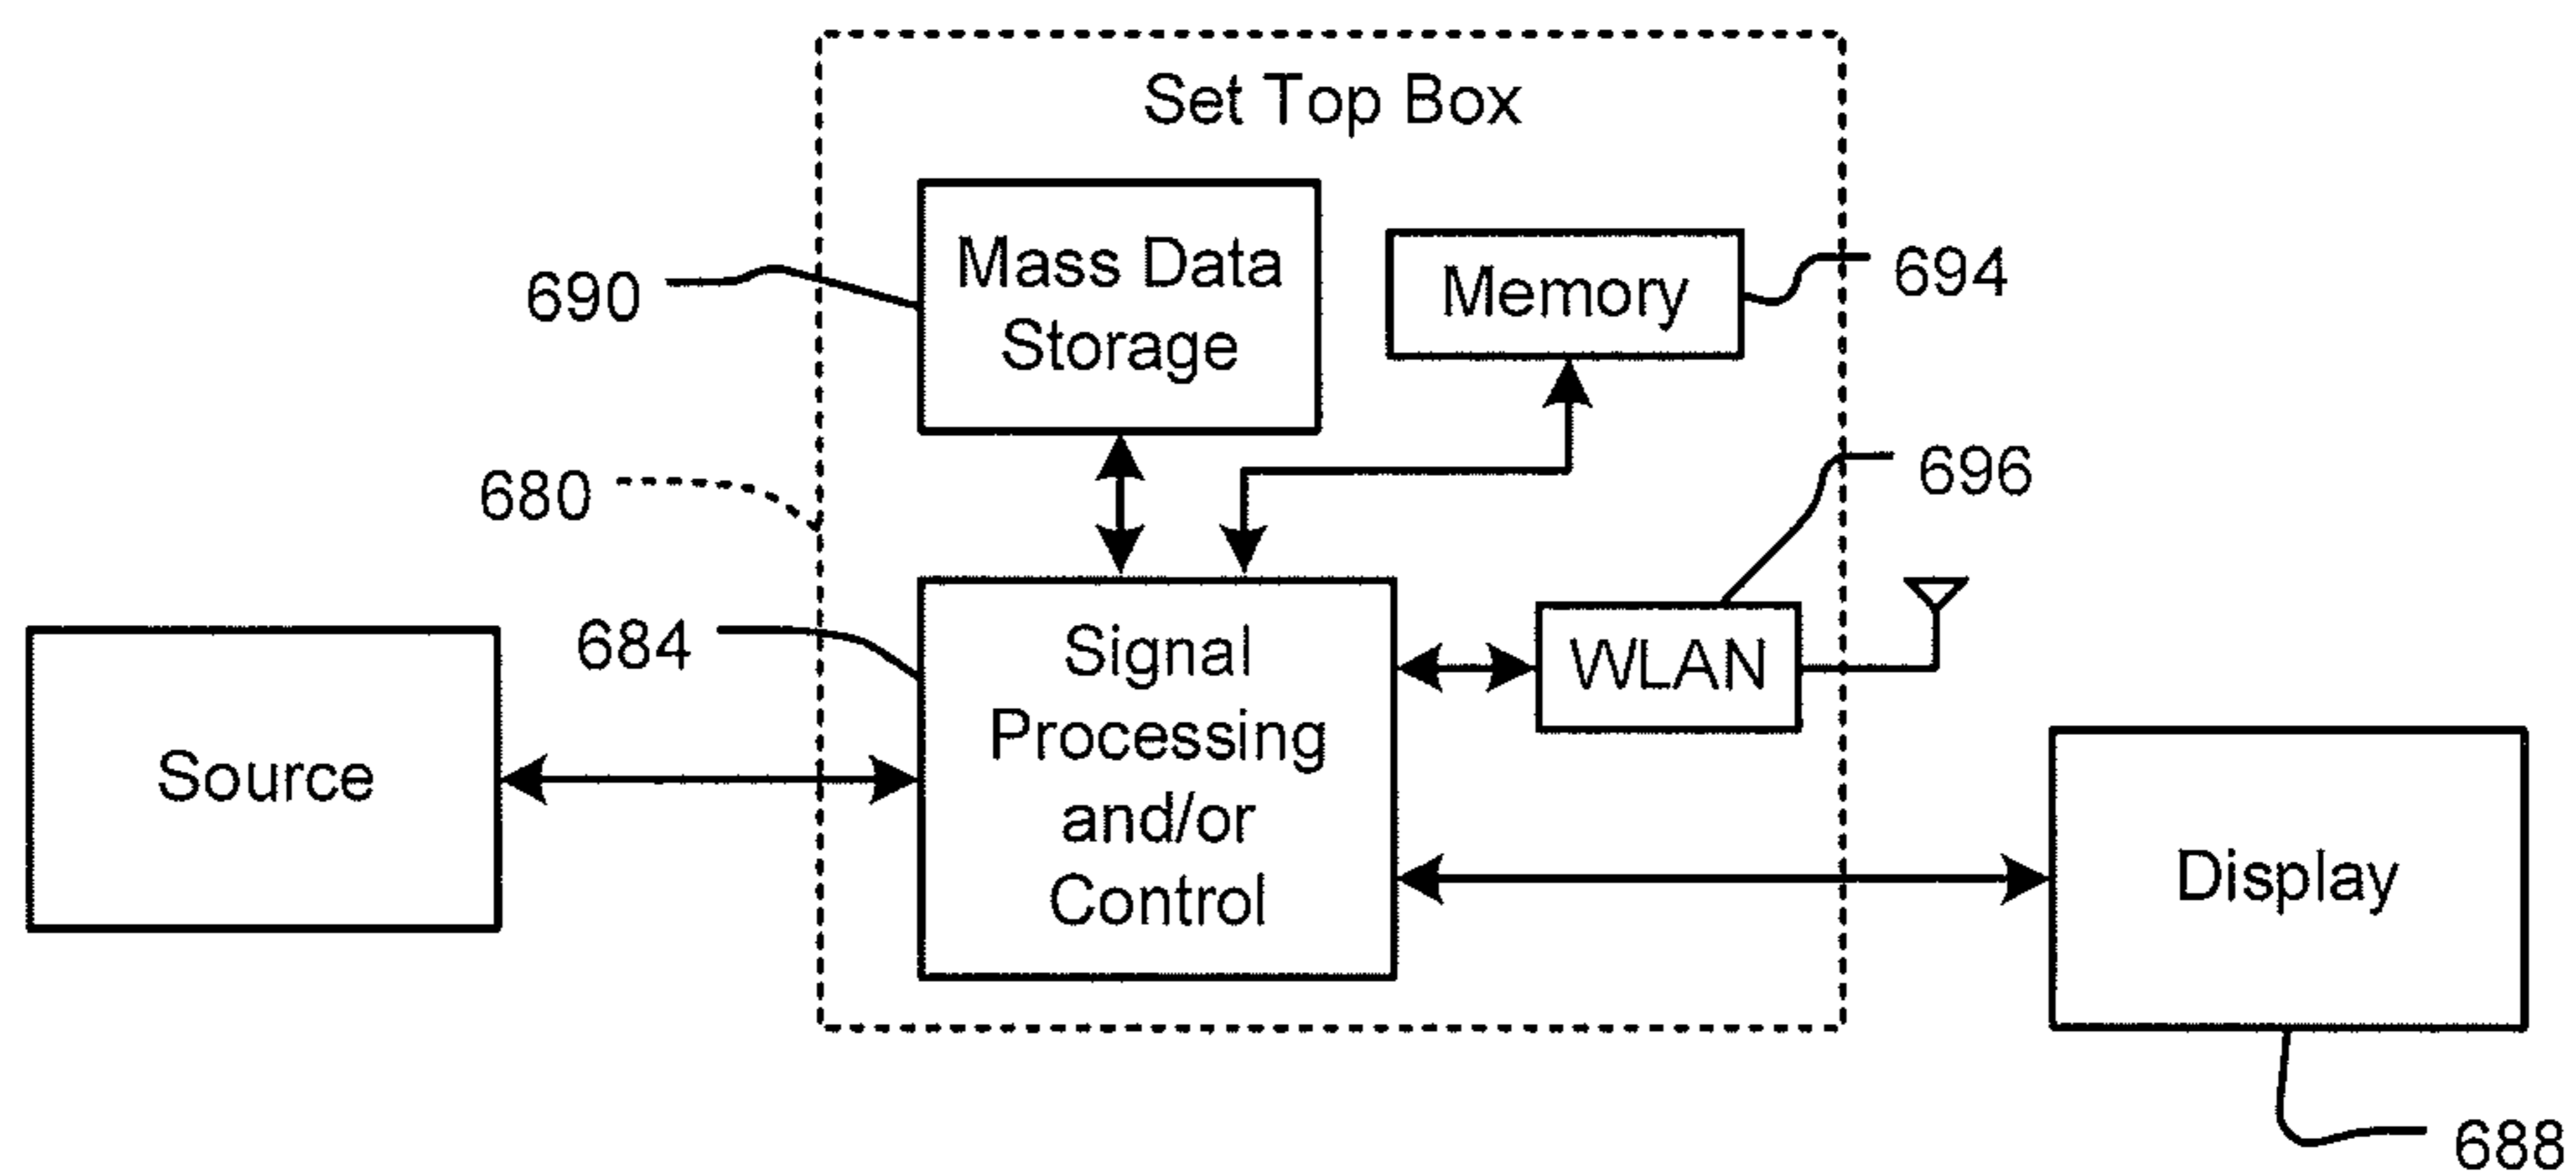 Set Top Box
690
Mass Data
Storage
Memory
694
680
696
684
Source
Signal
Processing
and/or
Control
WLAN
Display
688